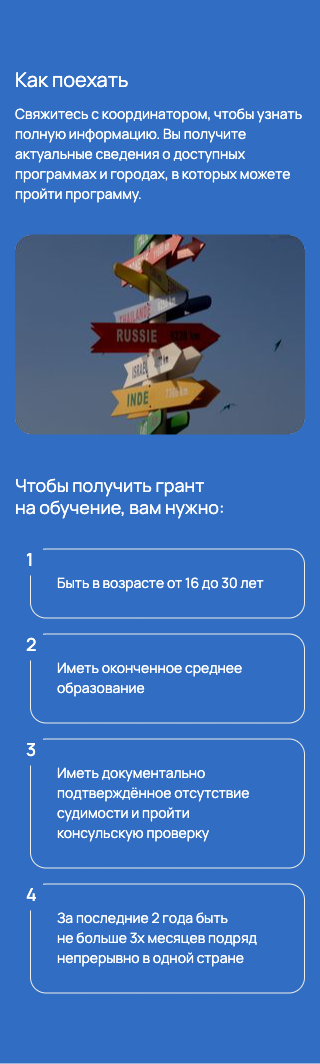 Как поехать
Свяжитесь с координатором, чтобы узнать
полную информацию. Вы получите
актуальные сведения о доступных
программах и городах, в которых можете
пройти программу.
THAILANDE
RUSSIE
ISRAEL
INDE
Чтобы получить грант
на обучение, вам нужно:
1
Быть в возрасте от 16 до 30 лет
2
Иметь оконченное среднее
образование
3
Иметь документально
подтверждённое отсутствие
судимости и пройти
консульскую проверку
4
За последние 2 года быть
не больше 3х месяцев подряд
непрерывно в одной стране